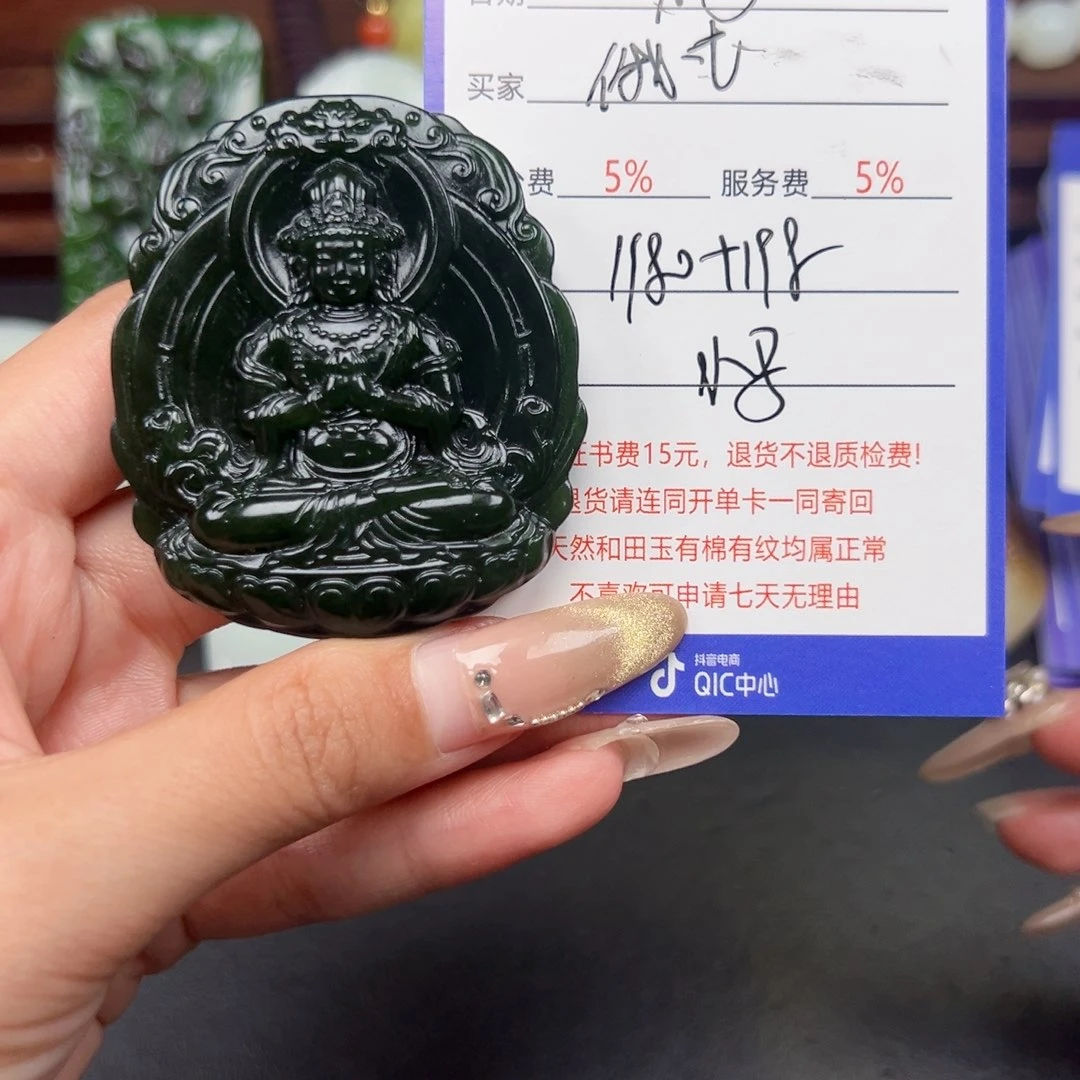 买家
费 5% 服务费 5%
1180+118
证书费15元，退货不退质检费！
退货请连同开单卡一同寄回
天然和田玉有棉有纹均属正常
不喜欢可申请七天无理由
抖音电商
QIC中心